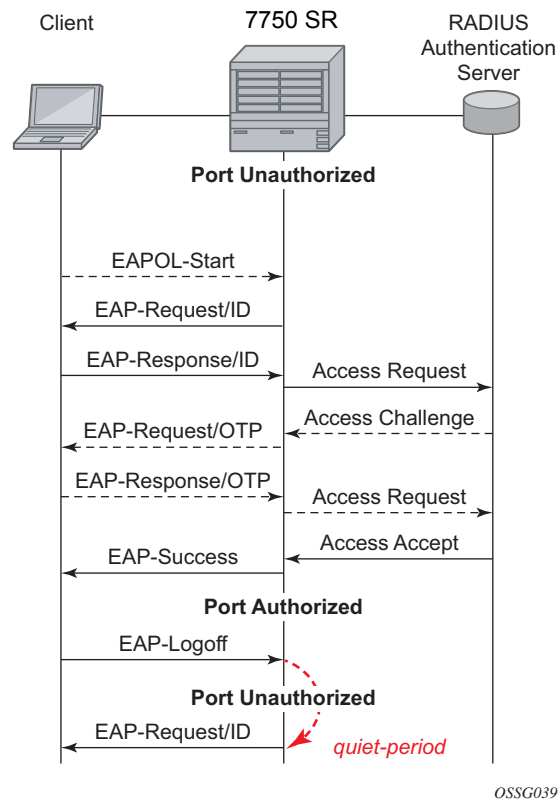 Client
7750 SR
RADIUS
Authentication
Server
Port Unauthorized
EAPOL-Start
EAP-Request/ID
EAP-Response/ID
Access Request
Access Challenge
EAP-Request/OTP
EAP-Response/OTP
Access Request
Access Accept
EAP-Success
Port Authorized
EAP-Logoff
Port Unauthorized
EAP-Request/ID
quiet-period
OSSG039